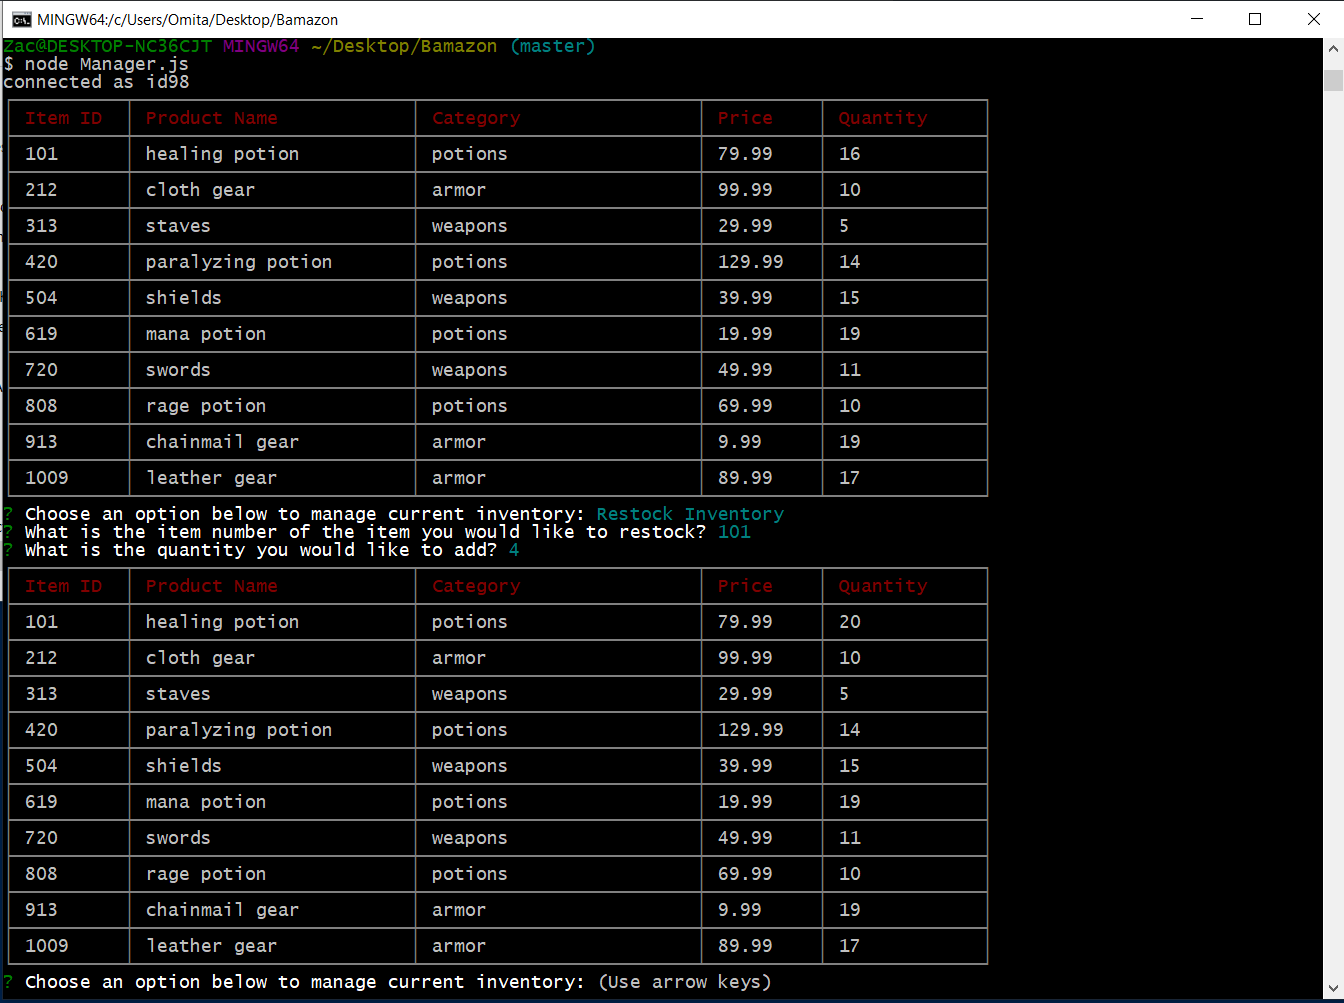 MINGW64:/c/Users/Omita/Desktop/Bamazon
Zac@DESKTOP-NC36CJT MINGW64 ~/Desktop/Bamazon (master)
$ node Manager.js
connected as id98
Item ID Product Name Category Price Quantity
101 healing potion potions 79.99 16
212 cloth gear armor 99.99 10
313 staves weapons 29.99 5
420 paralyzing potion potions 129.99 14
504 shields weapons 39.99 15
619 mana potion potions 19.99 19
720 swords weapons 49.99 11
808 rage potion potions 69.99 10
913 chainmail gear armor 9.99 19
1009 leather gear armor 89.99 17
? Choose an option below to manage current inventory: Restock Inventory
? What is the item number of the item you would like to restock? 101
? What is the quantity you would like to add? 4
Item ID Product Name Category Price Quantity
101 healing potion potions 79.99 20
212 cloth gear armor 99.99 10
313 staves weapons 29.99 5
420 paralyzing potion potions 129.99 14
504 shields weapons 39.99 15
619 mana potion potions 19.99 19
720 swords weapons 49.99 11
808 rage potion potions 69.99 10
913 chainmail gear armor 9.99 19
1009 leather gear armor 89.99 17
? Choose an option below to manage current inventory: (Use arrow keys)